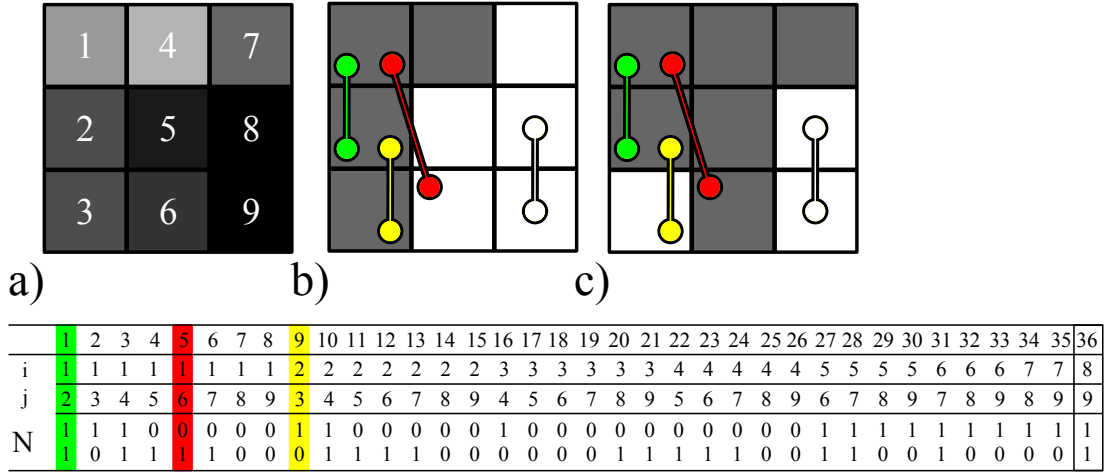 1 4 7
2 5 8
3 6 9
a) b) c)
1 2 3 4 5 6 7 8 9 10 11 12 13 14 15 16 17 18 19 20 21 22 23 24 25 26 27 28 29 30 31 32 33 34 35 36
i 1 1 1 1 1 1 1 1 2 2 2 2 2 2 2 3 3 3 3 3 3 4 4 4 4 4 5 5 5 5 6 6 6 7 7 8
j 2 3 4 5 6 7 8 9 3 4 5 6 7 8 9 4 5 6 7 8 9 5 6 7 8 9 6 7 8 9 7 8 9 8 9 9
N 1 1 1 0 0 0 0 0 1 1 0 0 0 0 0 1 0 0 0 0 0 0 0 0 0 0 1 1 1 1 1 1 1 1 1 1
1 0 1 1 1 1 0 0 0 1 1 1 1 0 0 0 0 0 0 1 1 1 1 1 0 0 1 1 0 0 1 0 0 0 0 1